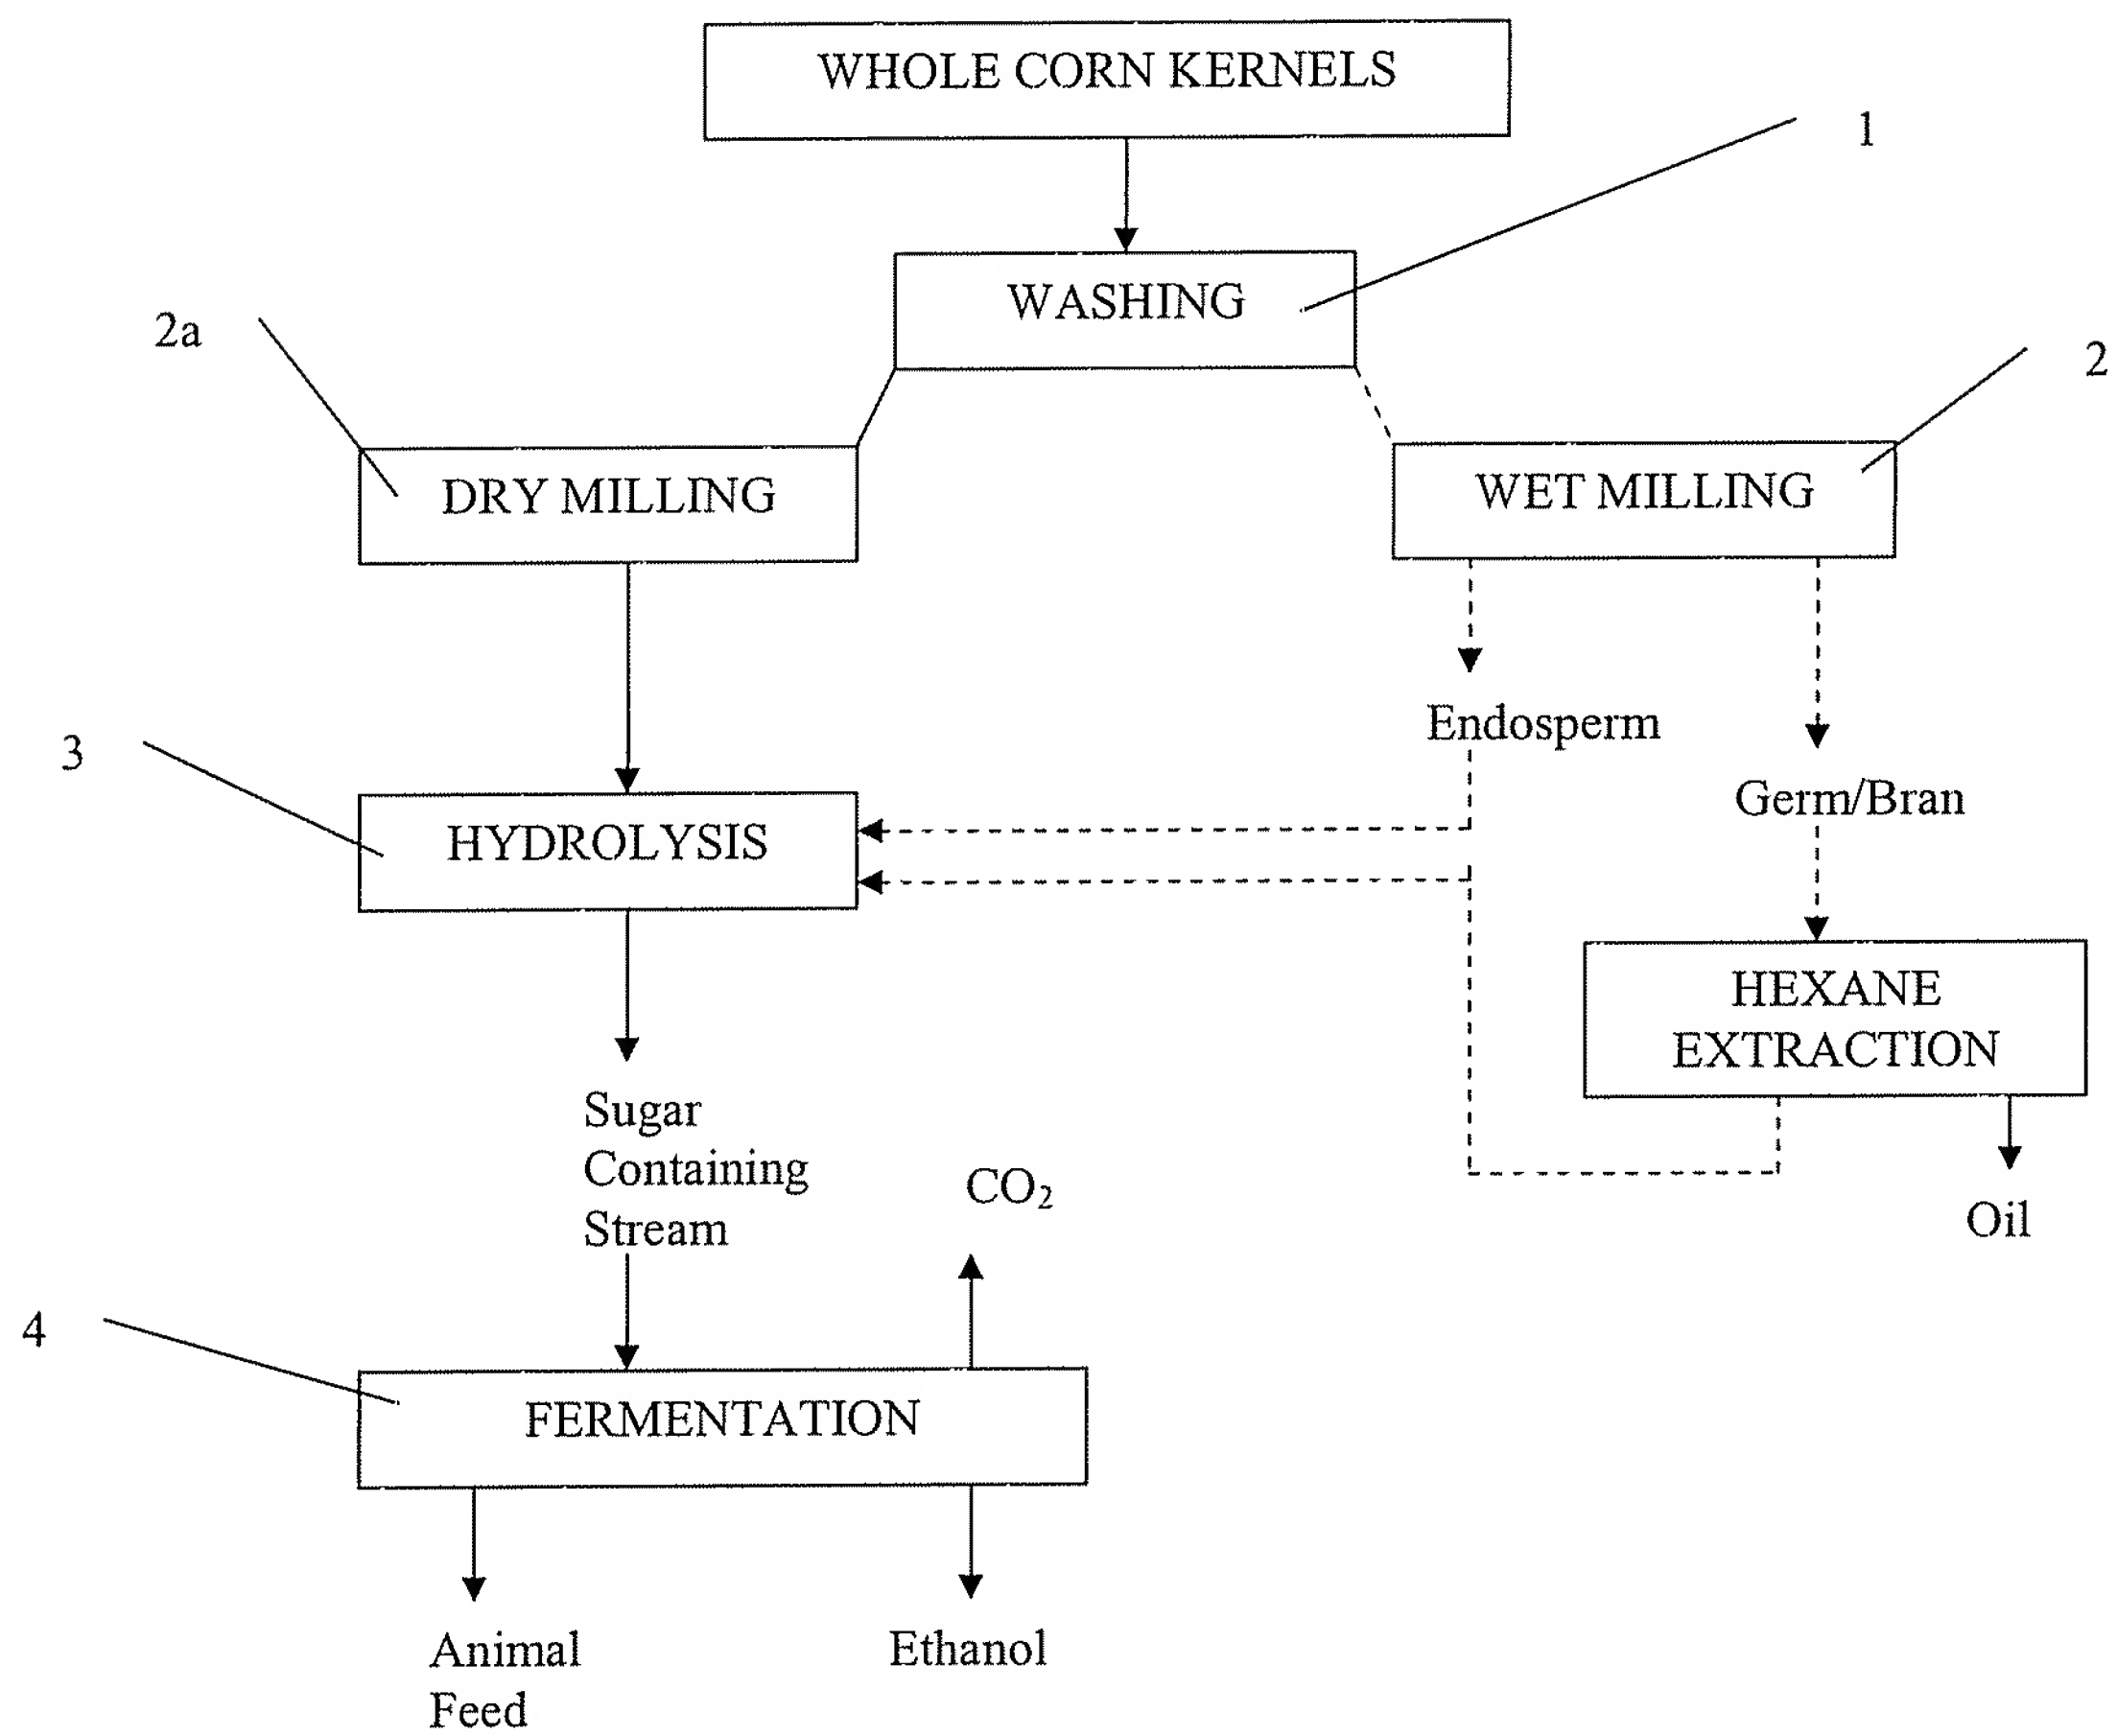 WHOLE CORN KERNELS
1
WASHING
2a
2
DRY MILLING
WET MILLING
Endosperm
3
Germ/Bran
HYDROLYSIS
HEXANE
EXTRACTION
Sugar
Containing
Stream
CO₂
Oil
4
FERMENTATION
Animal
Feed
Ethanol